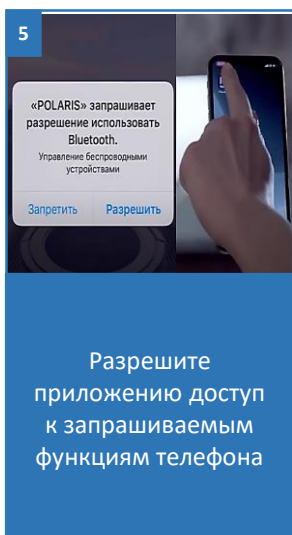 5
«POLARIS» запрашивает
разрешение использовать
Bluetooth.
Управление беспроводными
устройствами
Запретить Разрешить
Разрешите
приложению доступ
к запрашиваемым
функциям телефона